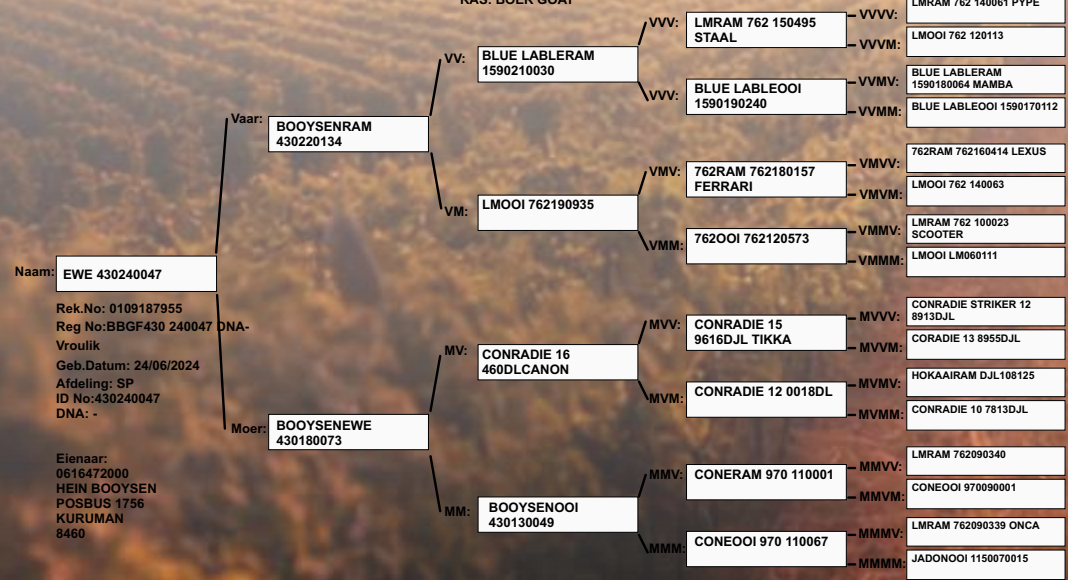 RAS: BOER GOAT
LMRAM 762 140061 PYPE
VVVV:
LMRAM 762 150495
STAAL
VVV:
LMOOI 762 120113
VVVM:
VV:
BLUE LABLERAM
1590210030
BLUE LABLERAM
1590180064 MAMBA
VVMV:
BLUE LABLEOOI
1590190240
VVV:
BLUE LABLEOOI 1590170112
VVMM:
Vaar:
BOOYSENRAM
430220134
762RAM 762160414 LEXUS
VMVV:
762RAM 762180157
FERRARI
VMV:
LMOOI 762 140063
VMVM:
VM:
LMOOI 762190935
LMRAM 762 100023
SCOOTER
VMMV:
762OOI 762120573
VMM:
LMOOI LM060111
VMMM:
Naam:
EWE 430240047
Rek.No: 0109187955
Reg No:BBGF430 240047 DNA-
Vroulik
Geb.Datum: 24/06/2024
Afdeling: SP
ID No:430240047
DNA: -
Eienaar:
0616472000
HEIN BOOYSEN
POSBUS 1756
KURUMAN
8460
CONRADIE STRIKER 12
8913DJL
MVVV:
CONRADIE 15
9616DJL TIKKA
MVV:
CORADIE 13 8955DJL
MVVM:
MV:
CONRADIE 16
460DLCANON
HOKAAIRAM DJL108125
MVMV:
CONRADIE 12 0018DL
MVM:
CONRADIE 10 7813DJL
MVMM:
Moer:
BOOYSENEWE
430180073
LMRAM 762090340
MMVV:
CONERAM 970 110001
MMV:
CONEOOI 970090001
MMVM:
MM:
BOOYSENOOI
430130049
LMRAM 762090339 ONCA
MMMV:
CONEOOI 970 110067
MMM:
JADONOOI 1150070015
MMMM: